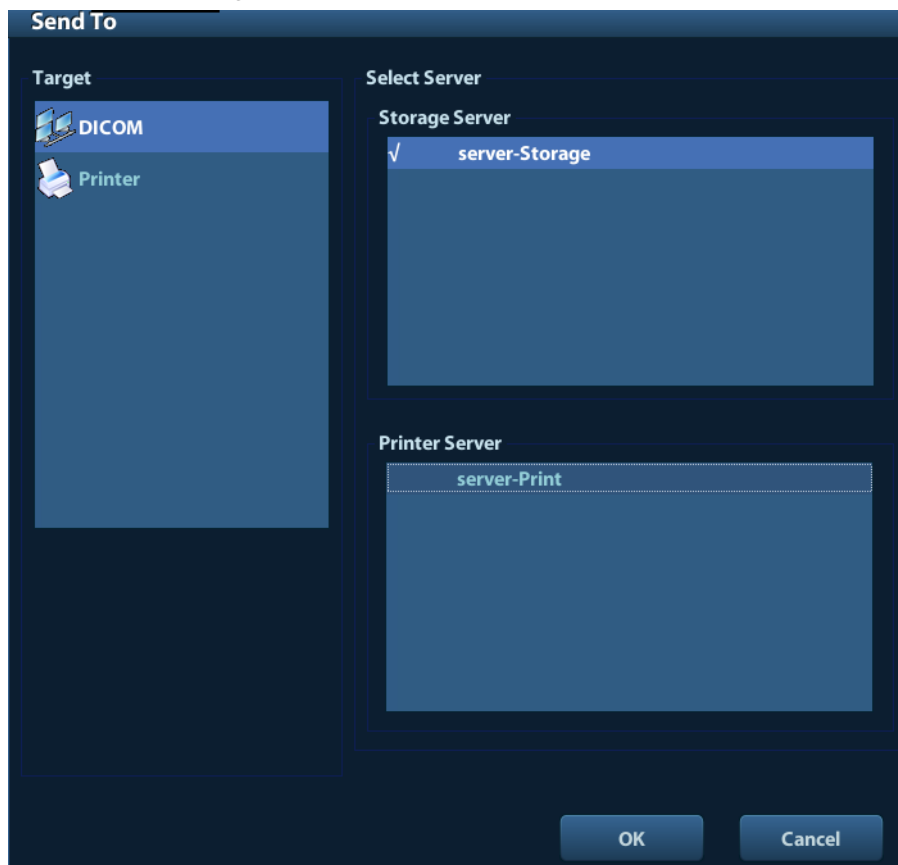 Send To
Target
DICOM
Printer
Select Server
Storage Server
√ server-Storage
Printer Server
server-Print
OK
Cancel